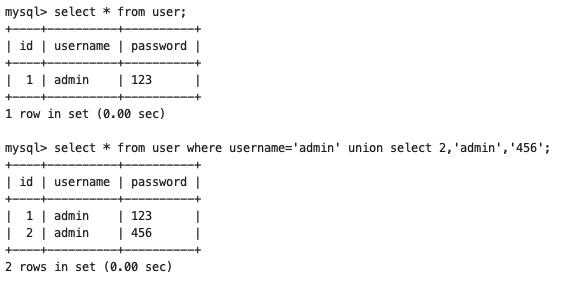 mysql> select * from user;
+----+----------+----------+
| id | username | password |
+----+----------+----------+
|  1 | admin    | 123      |
+----+----------+----------+
1 row in set (0.00 sec)

mysql> select * from user where username='admin' union select 2,'admin','456';
+----+----------+----------+
| id | username | password |
+----+----------+----------+
|  1 | admin    | 123      |
|  2 | admin    | 456      |
+----+----------+----------+
2 rows in set (0.00 sec)